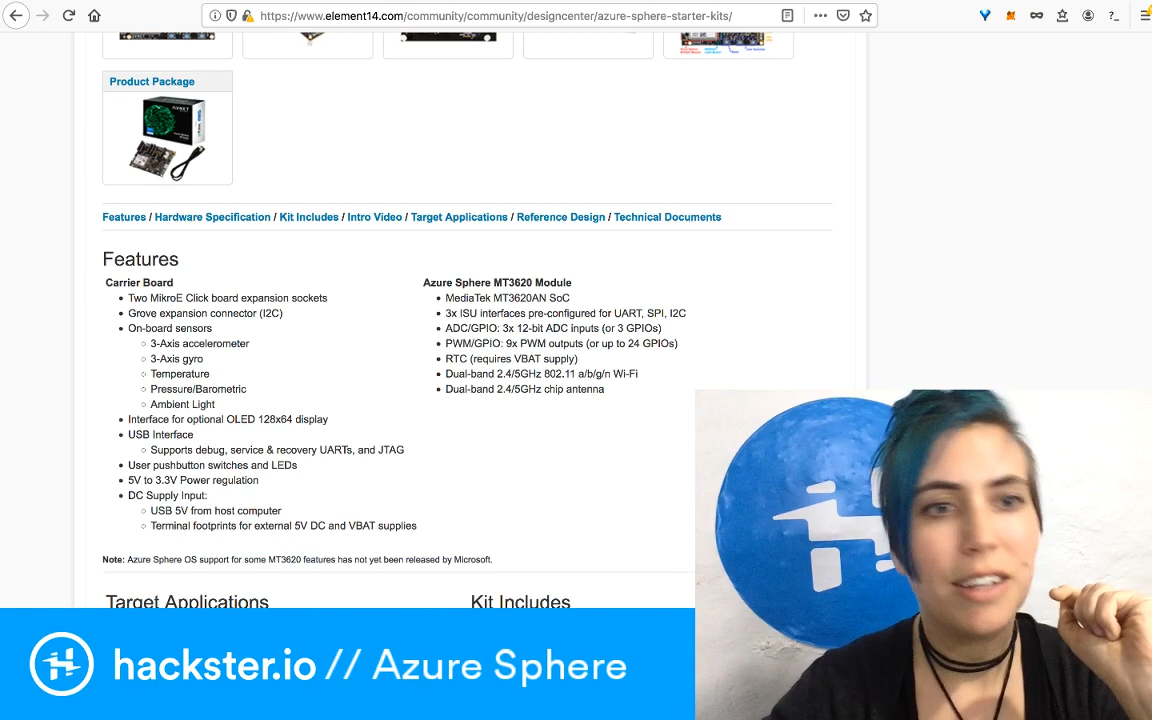 https://www.element14.com/community/community/designcenter/azure-sphere-starter-kits/
Product Package
AVNET
Features / Hardware Specification / Kit Includes / Intro Video / Target Applications / Reference Design / Technical Documents
Features
Carrier Board
Two MikroE Click board expansion sockets
Grove expansion connector (I2C)
On-board sensors
3-Axis accelerometer
3-Axis gyro
Temperature
Pressure/Barometric
Ambient Light
Interface for optional OLED 128x64 display
USB Interface
Supports debug, service & recovery UARTs, and JTAG
User pushbutton switches and LEDs
5V to 3.3V Power regulation
DC Supply Input:
USB 5V from host computer
Terminal footprints for external 5V DC and VBAT supplies
Azure Sphere MT3620 Module
MediaTek MT3620AN SoC
3x ISU interfaces pre-configured for UART, SPI, I2C
ADC/GPIO: 3x 12-bit ADC inputs (or 3 GPIOs)
PWM/GPIO: 9x PWM outputs (or up to 24 GPIOs)
RTC (requires VBAT supply)
Dual-band 2.4/5GHz 802.11 a/b/g/n Wi-Fi
Dual-band 2.4/5GHz chip antenna
Note: Azure Sphere OS support for some MT3620 features has not yet been released by Microsoft.
Target Applications
Kit Includes
hackster.io // Azure Sphere